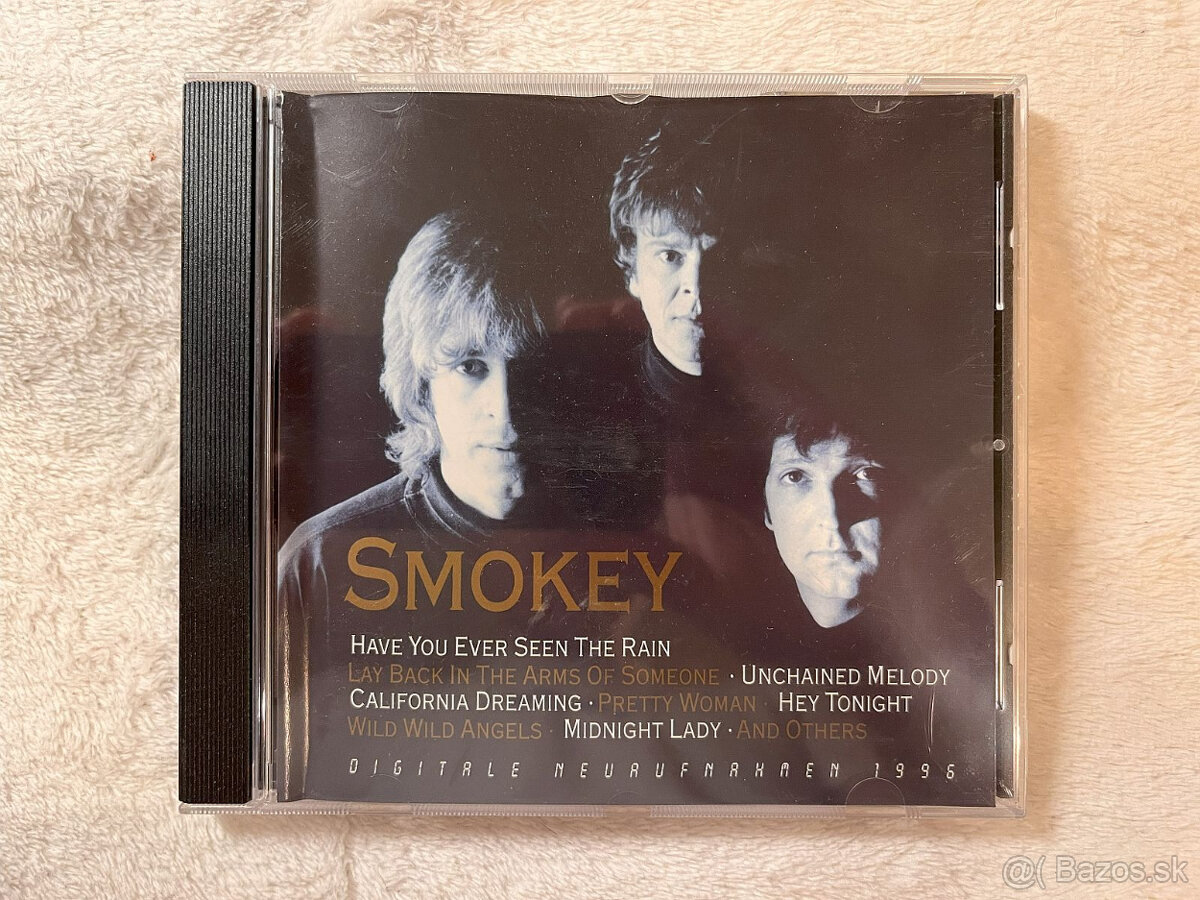 SMOKEY
HAVE YOU EVER SEEN THE RAIN
LAY BACK IN THE ARMS OF SOMEONE · UNCHAINED MELODY
CALIFORNIA DREAMING · PRETTY WOMAN · HEY TONIGHT
WILD WILD ANGELS · MIDNIGHT LADY · AND OTHERS
DIGITALE NEUAUFNAHMEN 1996
@( Bazos.sk